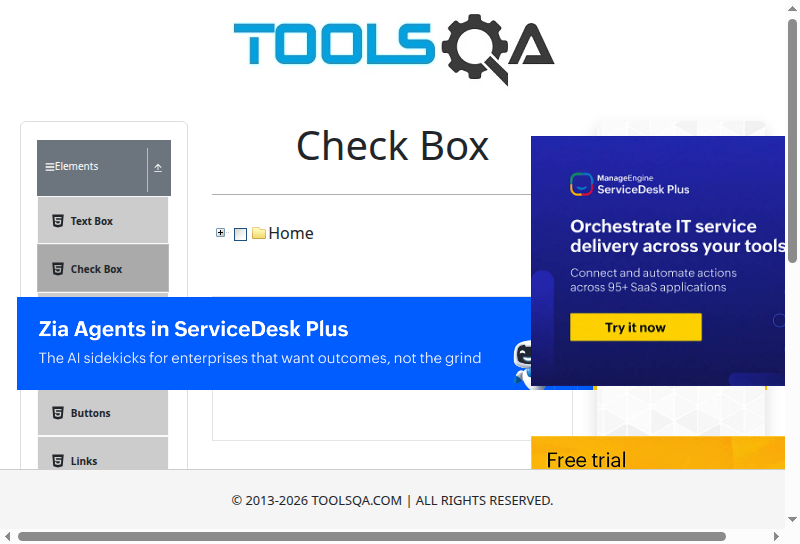 TOOLSQA
Check Box
Elements
Text Box
Check Box
Buttons
Links
Home
Zia Agents in ServiceDesk Plus
The AI sidekicks for enterprises that want outcomes, not the grind
ManageEngine
ServiceDesk Plus
Orchestrate IT service
delivery across your tools
Connect and automate actions
across 95+ SaaS applications
Try it now
Free trial
© 2013-2026 TOOLSQA.COM | ALL RIGHTS RESERVED.